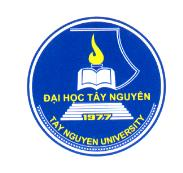 ĐẠI HỌC TÂY NGUYÊN
1977
TAY NGUYEN UNIVERSITY